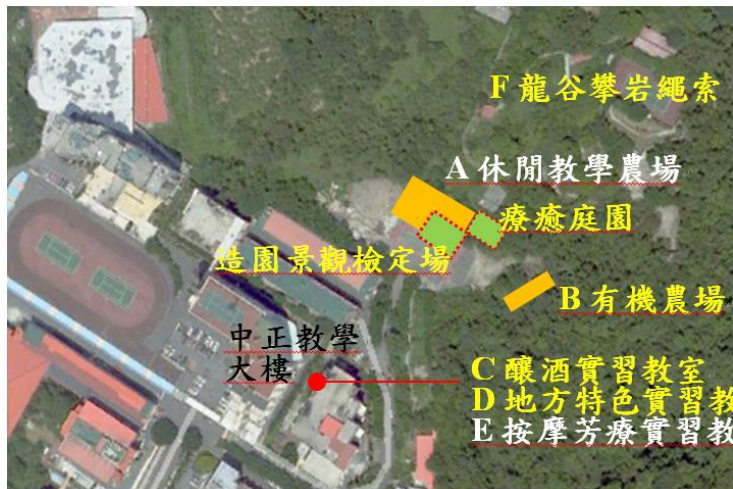 F 龍谷攀岩繩索
A 休閒教學農場
療癒庭園
造園景觀檢定場
B 有機農場
中正教學
大樓
C 釀酒實習教室
D 地方特色實習教
E 按摩芳療實習教